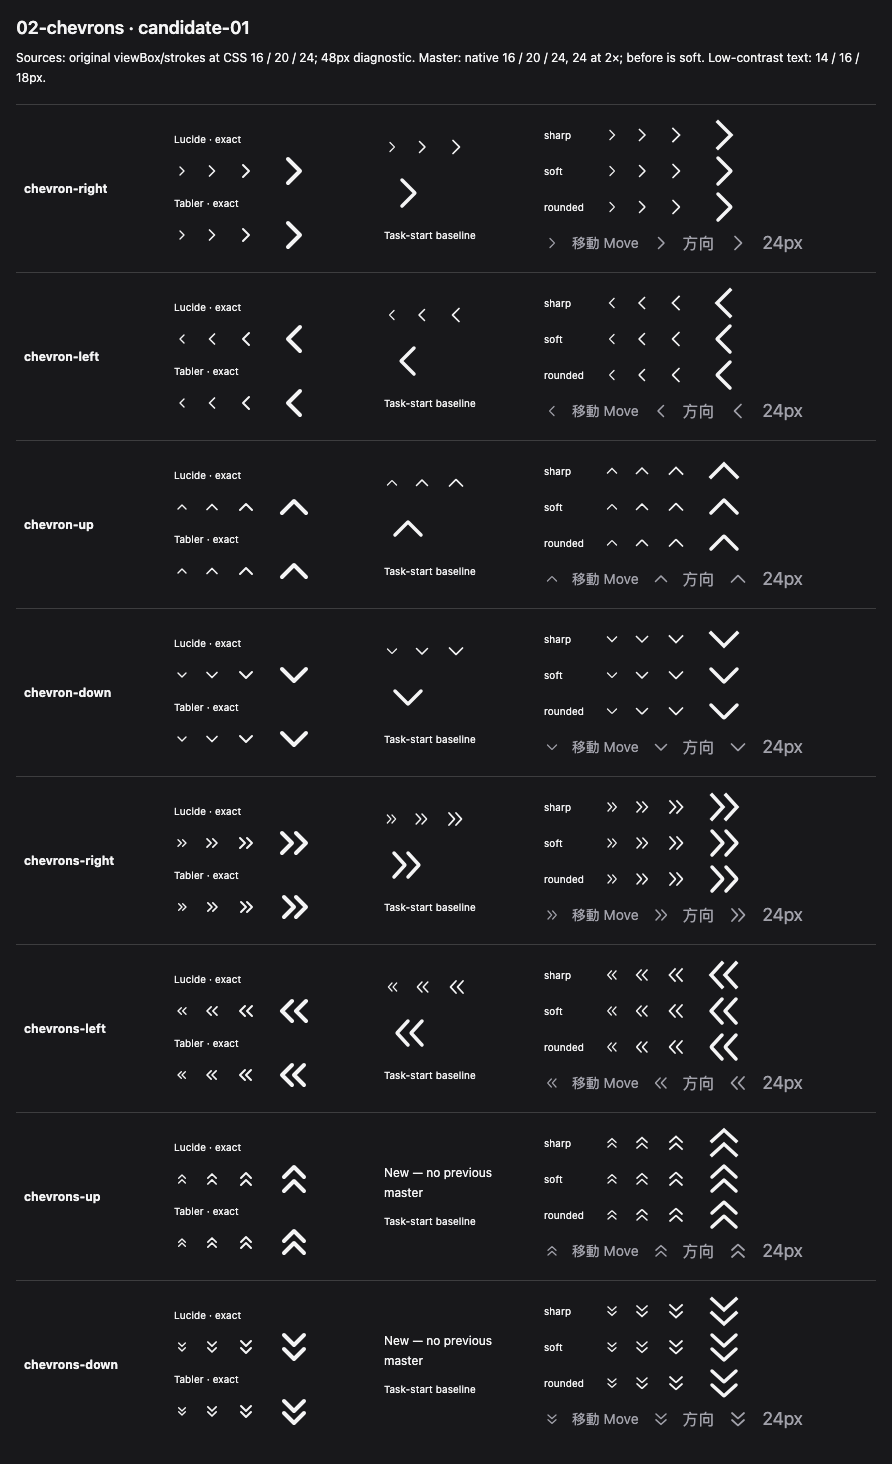 02-chevrons · candidate-01
Sources: original viewBox/strokes at CSS 16 / 20 / 24; 48px diagnostic. Master: native 16 / 20 / 24, 24 at 2×; before is soft. Low-contrast text: 14 / 16 /
18px.
chevron-right
Lucide · exact
Tabler · exact
Task-start baseline
sharp
soft
rounded
移動 Move 方向 24px
chevron-left
Lucide · exact
Tabler · exact
Task-start baseline
sharp
soft
rounded
移動 Move 方向 24px
chevron-up
Lucide · exact
Tabler · exact
Task-start baseline
sharp
soft
rounded
移動 Move 方向 24px
chevron-down
Lucide · exact
Tabler · exact
Task-start baseline
sharp
soft
rounded
移動 Move 方向 24px
chevrons-right
Lucide · exact
Tabler · exact
Task-start baseline
sharp
soft
rounded
移動 Move 方向 24px
chevrons-left
Lucide · exact
Tabler · exact
Task-start baseline
sharp
soft
rounded
移動 Move 方向 24px
chevrons-up
Lucide · exact
Tabler · exact
New — no previous
master
Task-start baseline
sharp
soft
rounded
移動 Move 方向 24px
chevrons-down
Lucide · exact
Tabler · exact
New — no previous
master
Task-start baseline
sharp
soft
rounded
移動 Move 方向 24px